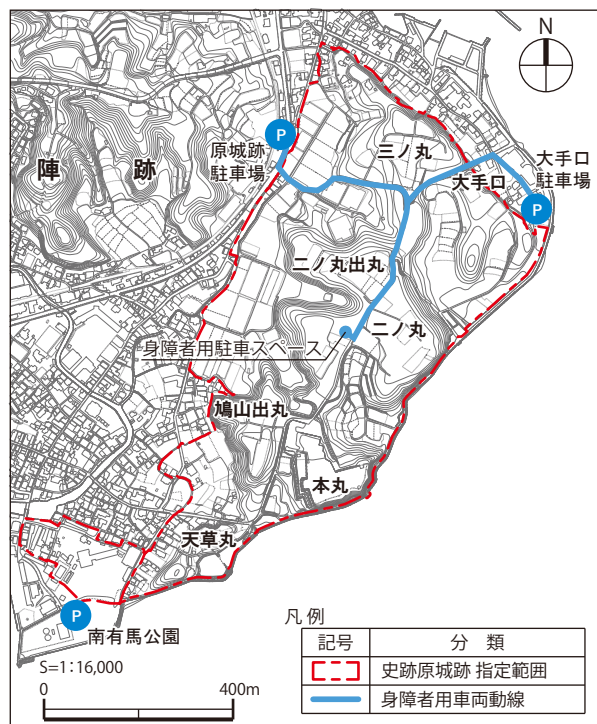 N
P
原城跡
駐車場
陣 跡
三ノ丸
大手口
大手口
駐車場
P
二ノ丸出丸
二ノ丸
身障者用駐車スペース
鳩山出丸
本丸
天草丸
P
南有馬公園
S=1:16,000
0 400m
凡 例
記号 分 類
史跡原城跡 指定範囲
身障者用車両動線